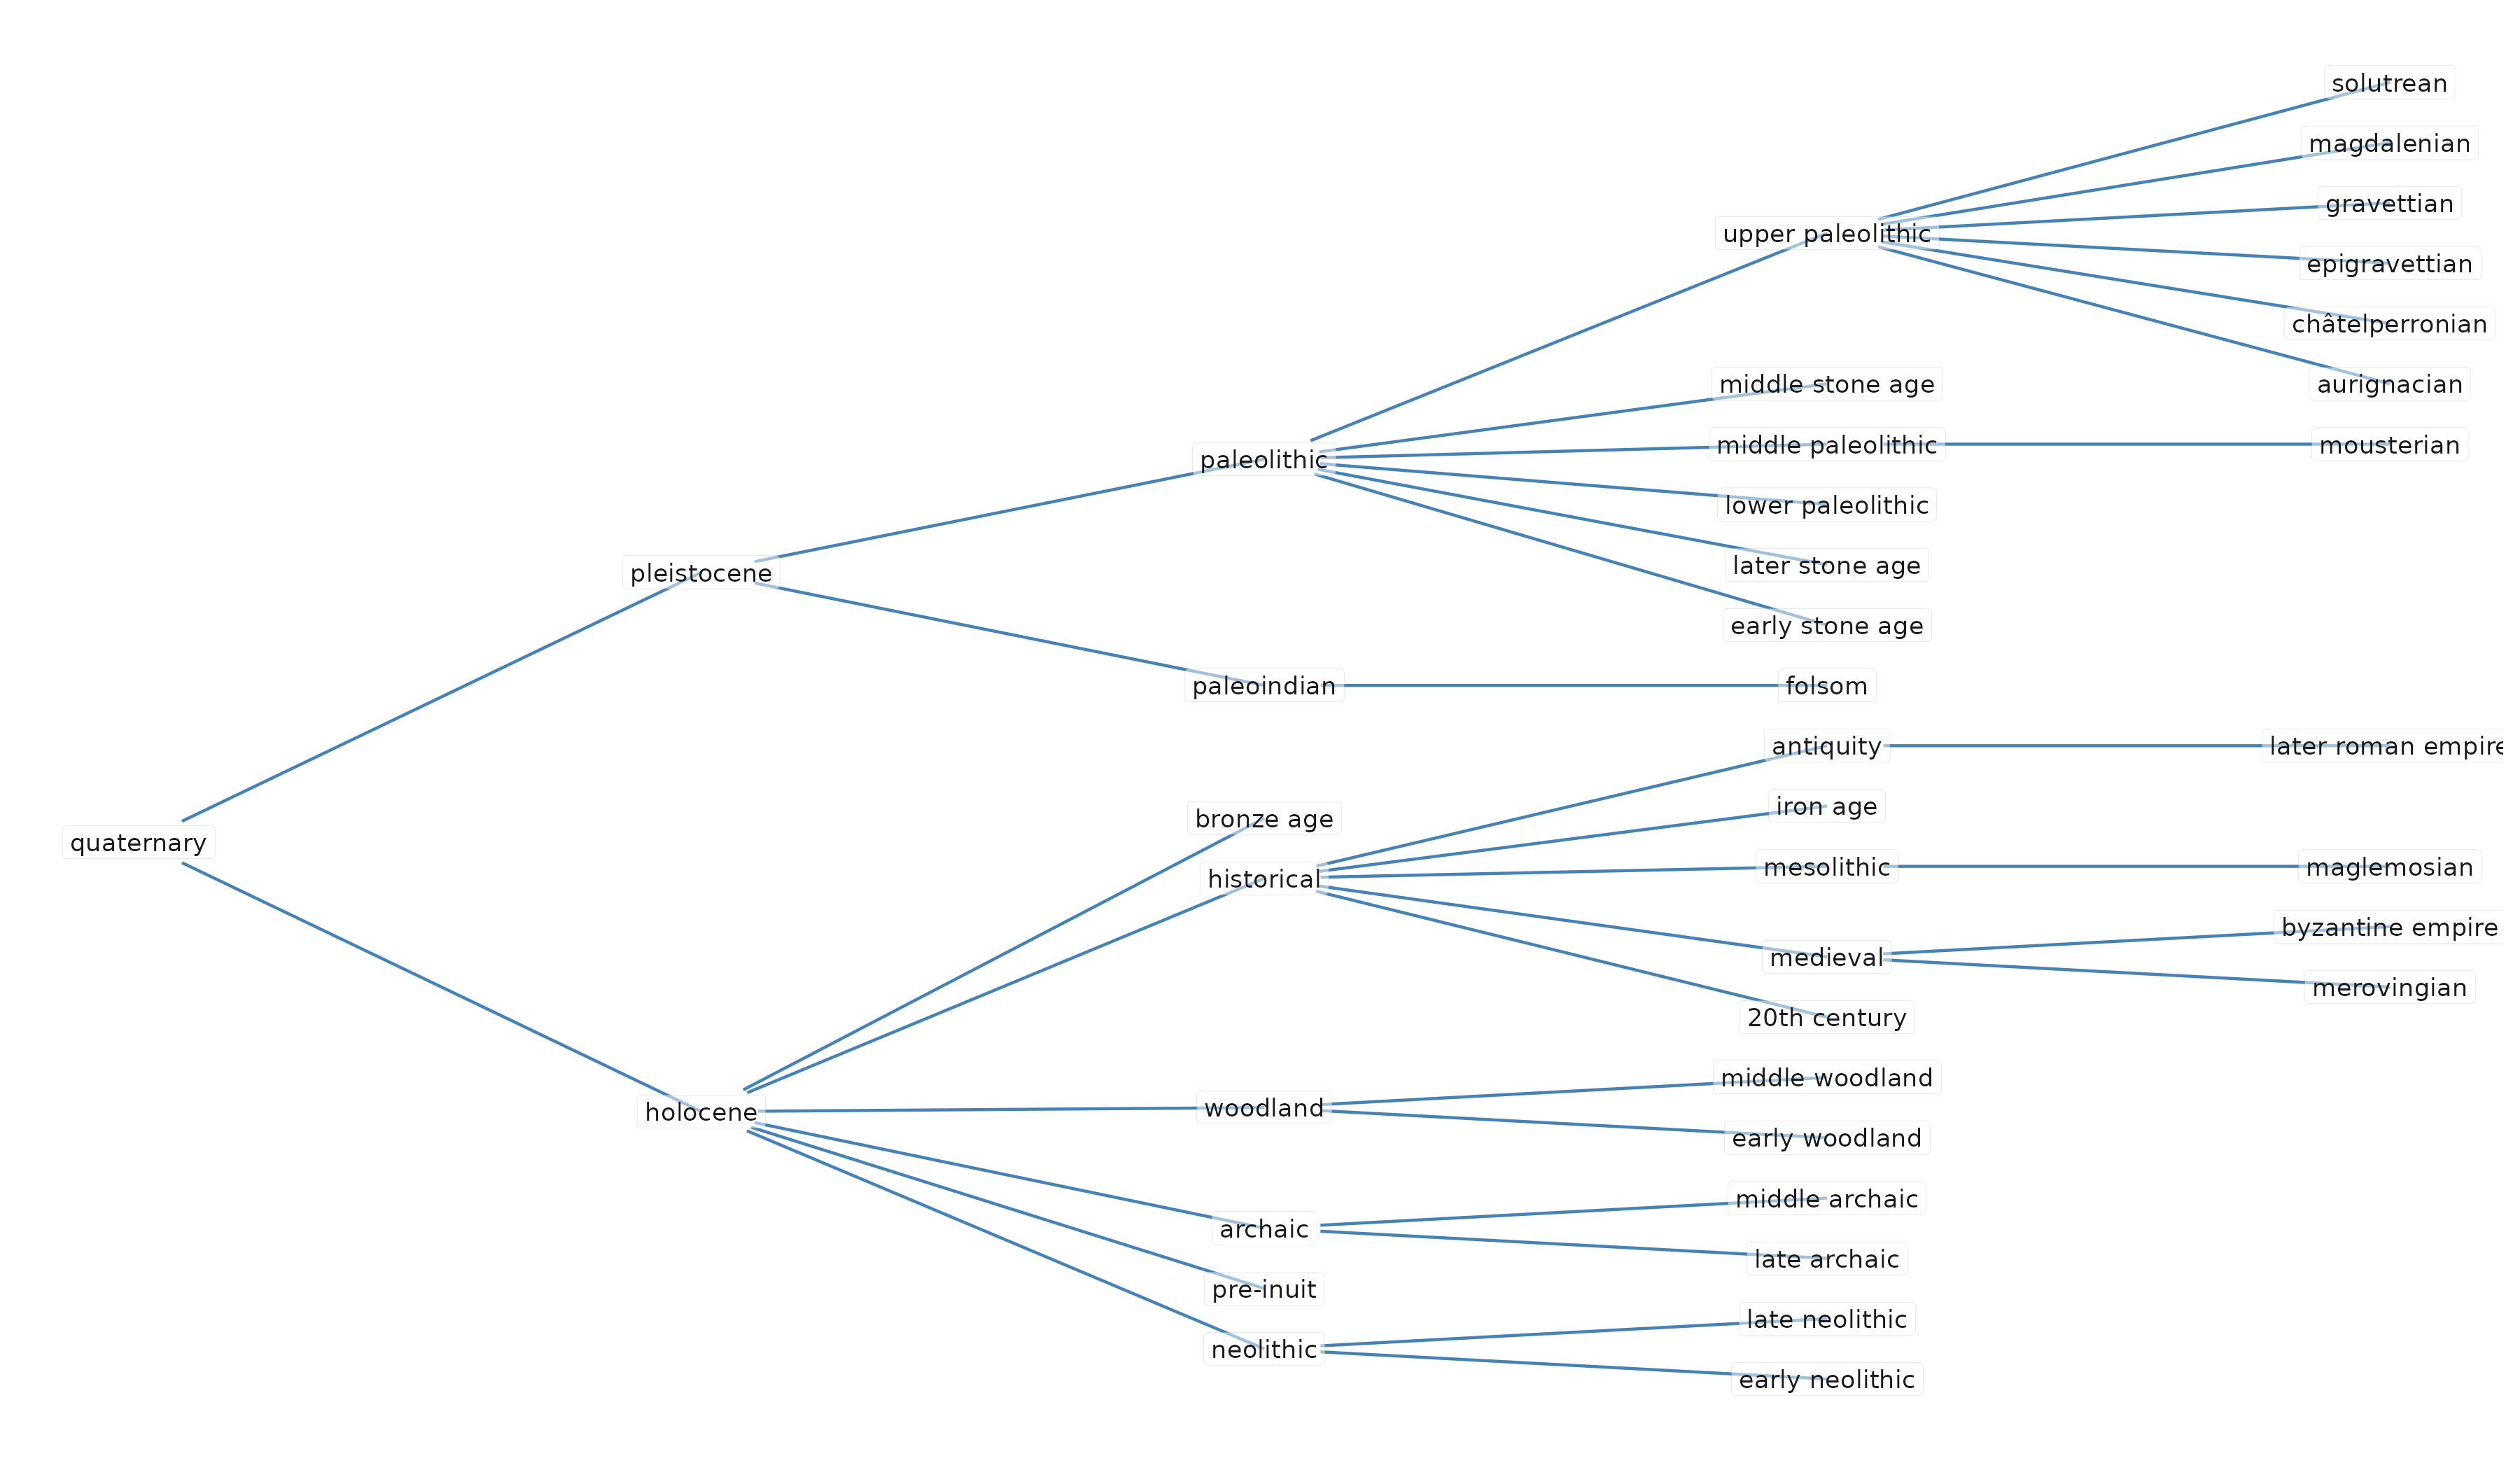 solutrean
magdalenian
gravettian
upper paleolithic
epigravettian
châtelperronian
middle stone age
aurignacian
paleolithic
middle paleolithic
mousterian
lower paleolithic
pleistocene
later stone age
early stone age
paleoindian
folsom
antiquity
later roman empire
bronze age
iron age
quaternary
historical
mesolithic
maglemosian
byzantine empire
medieval
merovingian
20th century
middle woodland
holocene
woodland
early woodland
middle archaic
archaic
late archaic
pre-inuit
late neolithic
neolithic
early neolithic